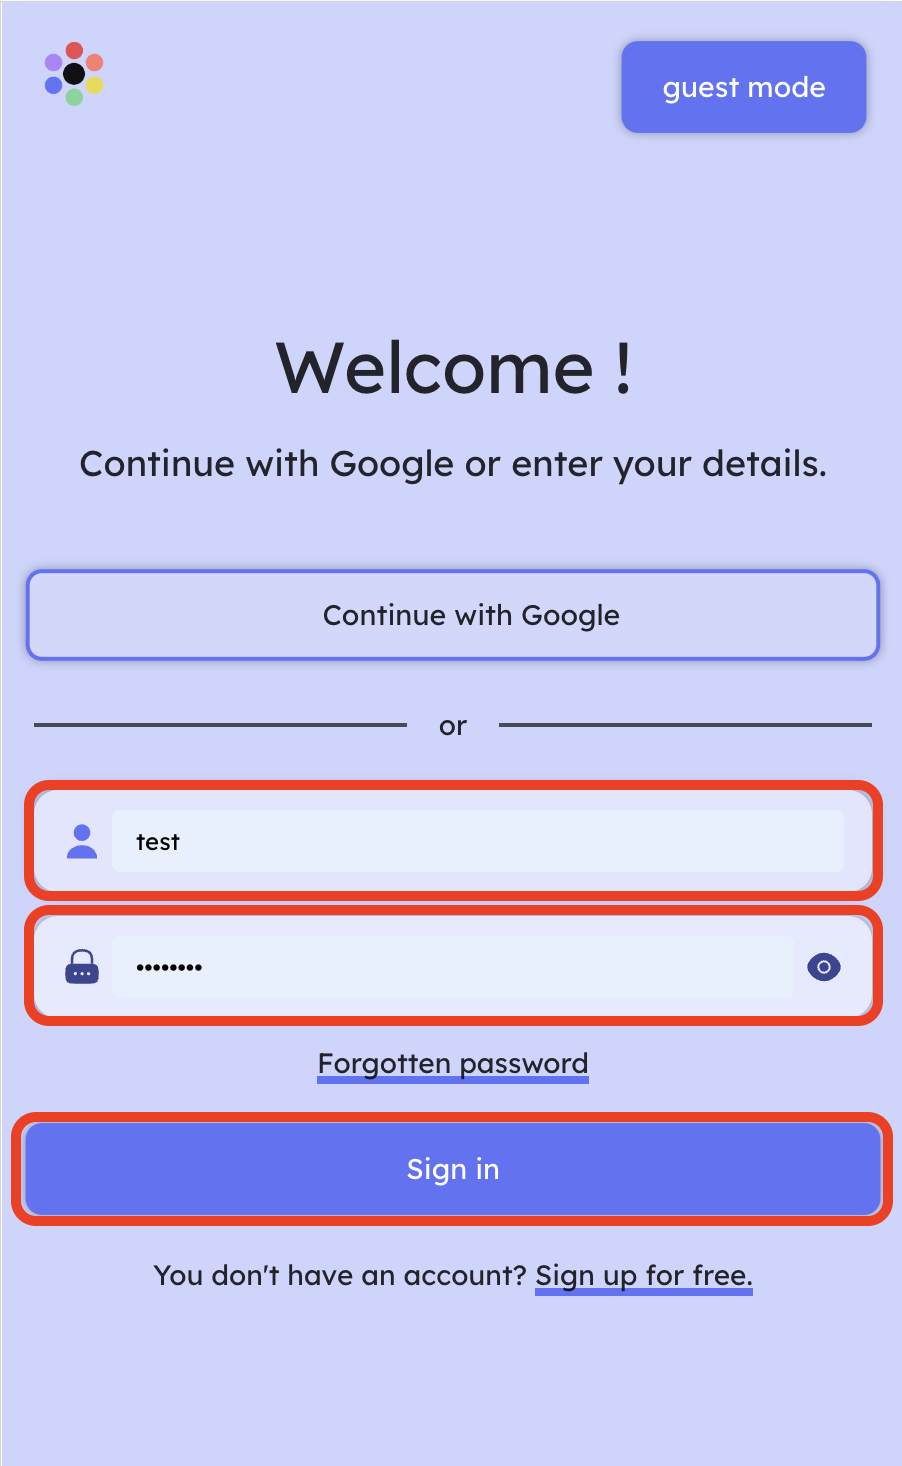 guest mode
Welcome !
Continue with Google or enter your details.
Continue with Google
or
test
••••••••
Forgotten password
Sign in
You don't have an account? Sign up for free.